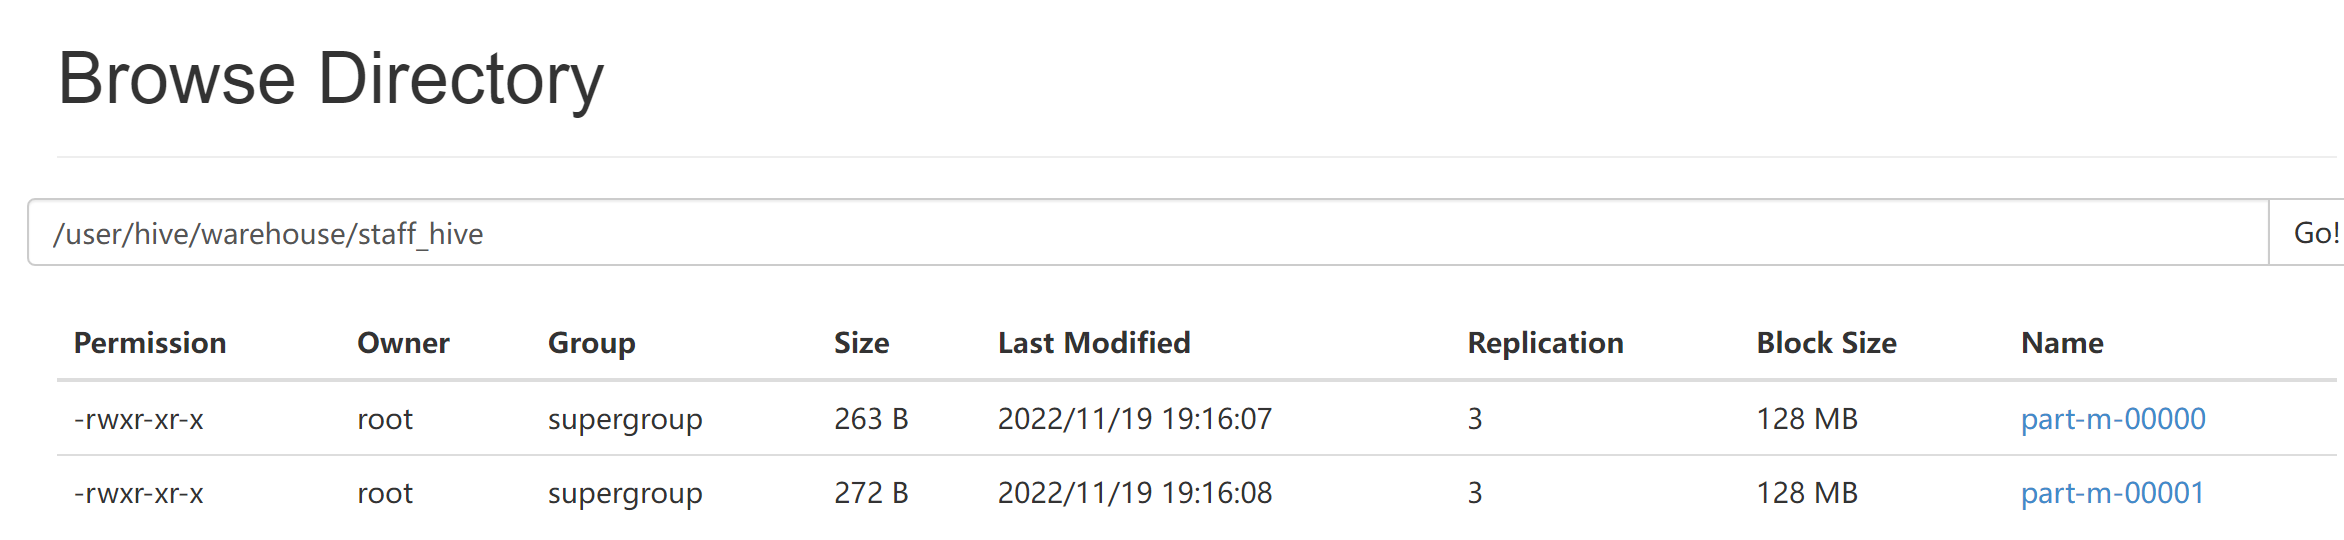 Browse Directory
/user/hive/warehouse/staff_hive Go!
Permission Owner Group Size Last Modified Replication Block Size Name
-rwxr-xr-x root supergroup 263 B 2022/11/19 19:16:07 3 128 MB part-m-00000
-rwxr-xr-x root supergroup 272 B 2022/11/19 19:16:08 3 128 MB part-m-00001